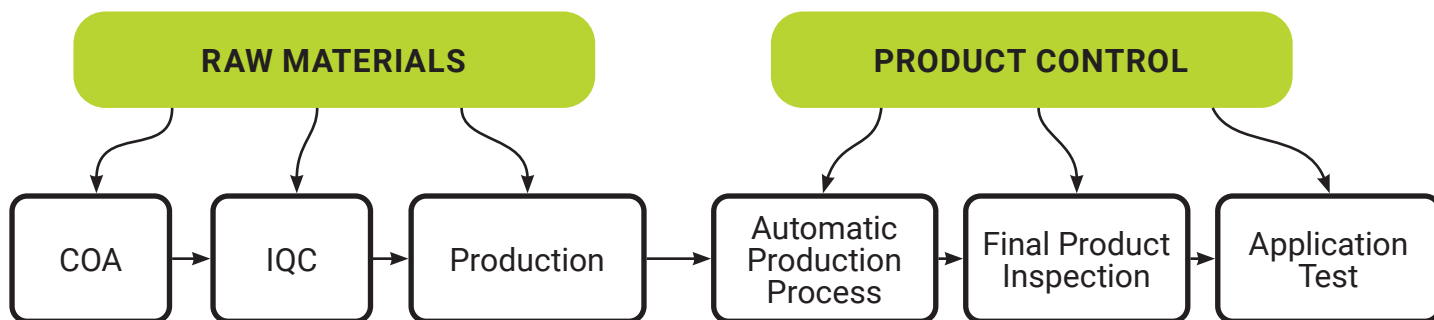 RAW MATERIALS
PRODUCT CONTROL
COA
IQC
Production
Automatic
Production
Process
Final Product
Inspection
Application
Test